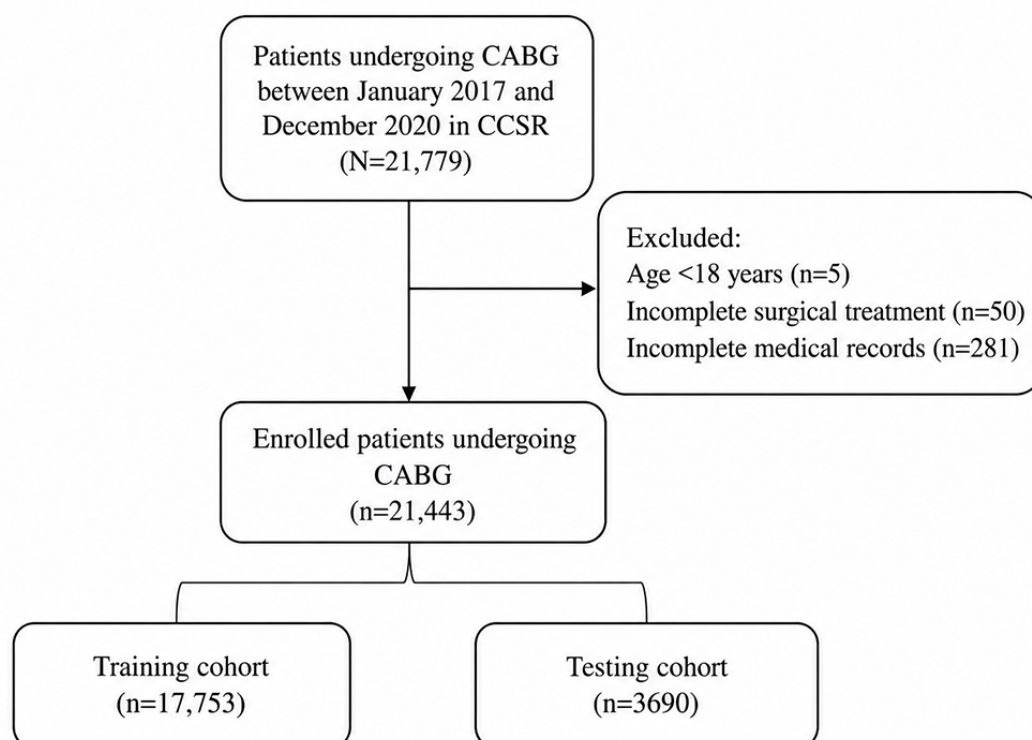 Patients undergoing CABG
between January 2017 and
December 2020 in CCSR
(N=21,779)
Excluded:
Age <18 years (n=5)
Incomplete surgical treatment (n=50)
Incomplete medical records (n=281)
Enrolled patients undergoing
CABG
(n=21,443)
Training cohort
(n=17,753)
Testing cohort
(n=3690)